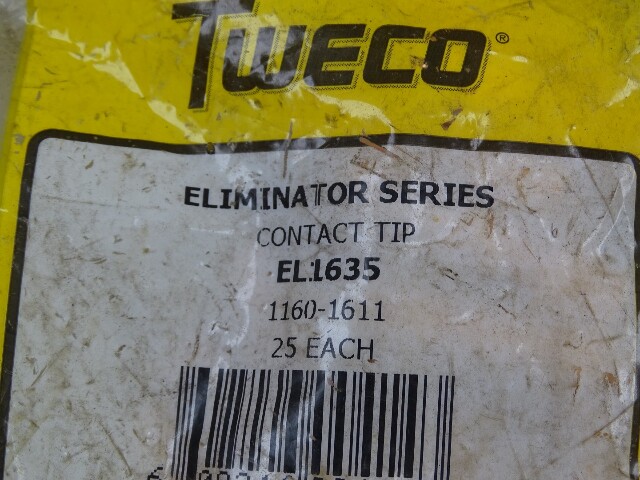 TWECO®
ELIMINATOR SERIES
CONTACT TIP
EL1635
1160-1611
25 EACH